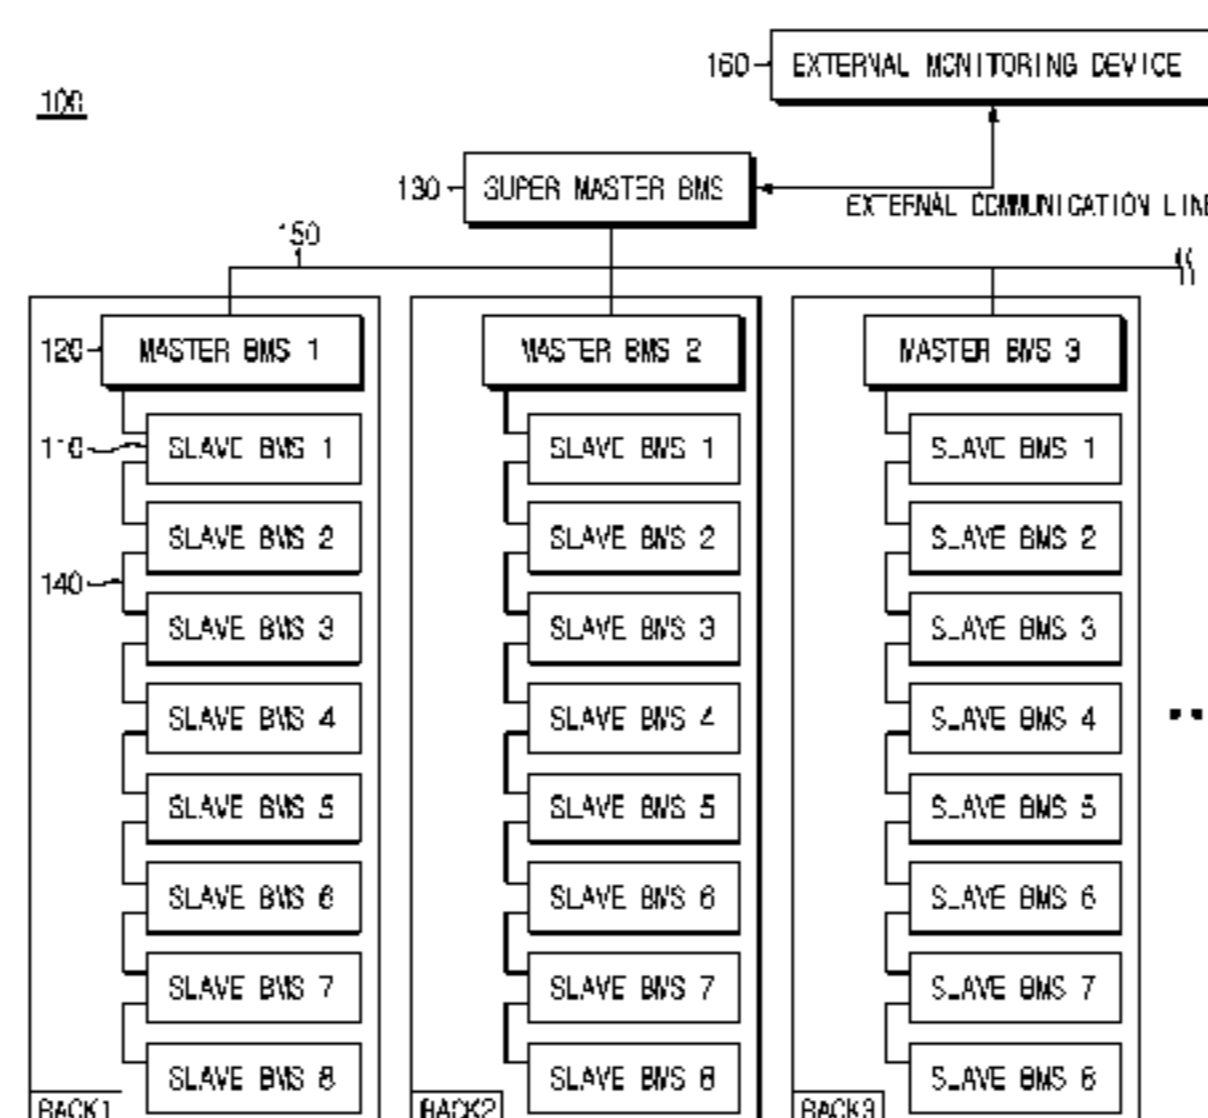 160 EXTERNAL MONITORING DEVICE
100
130 SUPER MASTER BMS
EXTERNAL COMMUNICATION LINE
150
120 MASTER BMS 1 MASTER BMS 2 MASTER BMS 3
110 SLAVE BMS 1 SLAVE BMS 1 SLAVE BMS 1
SLAVE BMS 2 SLAVE BMS 2 SLAVE BMS 2
140
SLAVE BMS 3 SLAVE BMS 3 SLAVE BMS 3
SLAVE BMS 4 SLAVE BMS 4 SLAVE BMS 4
SLAVE BMS 5 SLAVE BMS 5 SLAVE BMS 5
SLAVE BMS 6 SLAVE BMS 6 SLAVE BMS 6
SLAVE BMS 7 SLAVE BMS 7 SLAVE BMS 7
SLAVE BMS 8 SLAVE BMS 8 SLAVE BMS 8
RACK1 RACK2 RACK3